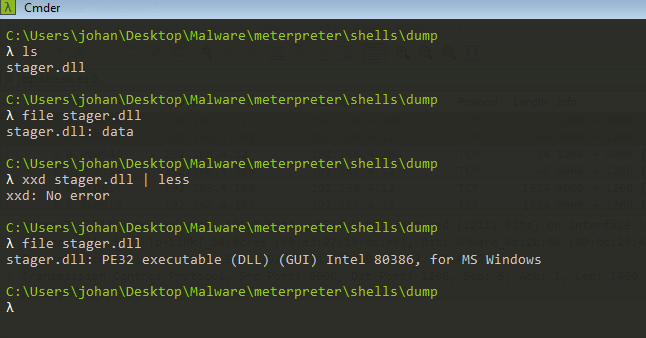 Cmder
C:\Users\johan\Desktop\Malware\meterpreter\shells\dump
λ ls
stager.dll
C:\Users\johan\Desktop\Malware\meterpreter\shells\dump
λ file stager.dll
stager.dll: data
C:\Users\johan\Desktop\Malware\meterpreter\shells\dump
λ xxd stager.dll | less
xxd: No error
C:\Users\johan\Desktop\Malware\meterpreter\shells\dump
λ file stager.dll
stager.dll: PE32 executable (DLL) (GUI) Intel 80386, for MS Windows
C:\Users\johan\Desktop\Malware\meterpreter\shells\dump
λ